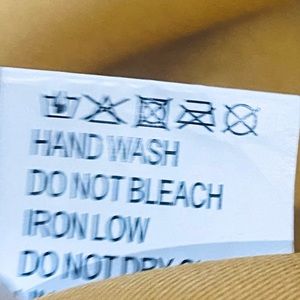 HAND WASH
DO NOT BLEACH
IRON LOW
DO NOT DRY